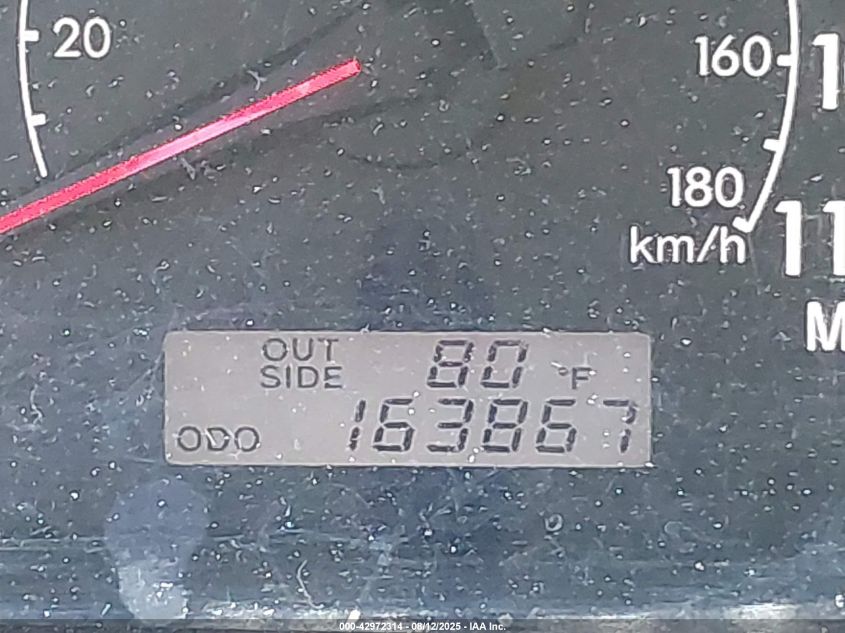 20
160
180
km/h
OUT
SIDE 80 °F
ODO 163867
000-42972314 - 08/12/2025 - IAA Inc.